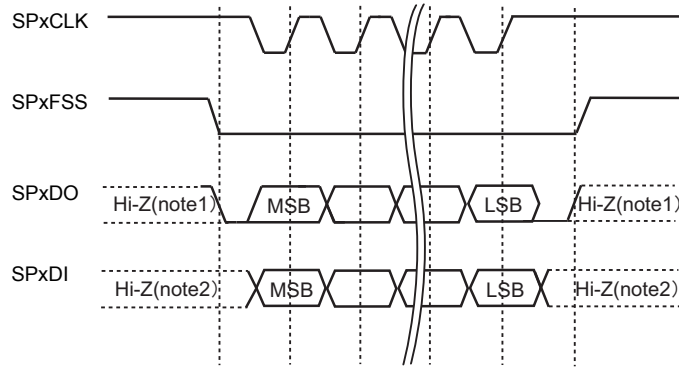 SPxCLK
SPxFSS
SPxDO
Hi-Z(note1) MSB LSB Hi-Z(note1)
SPxDI
Hi-Z(note2) MSB LSB Hi-Z(note2)